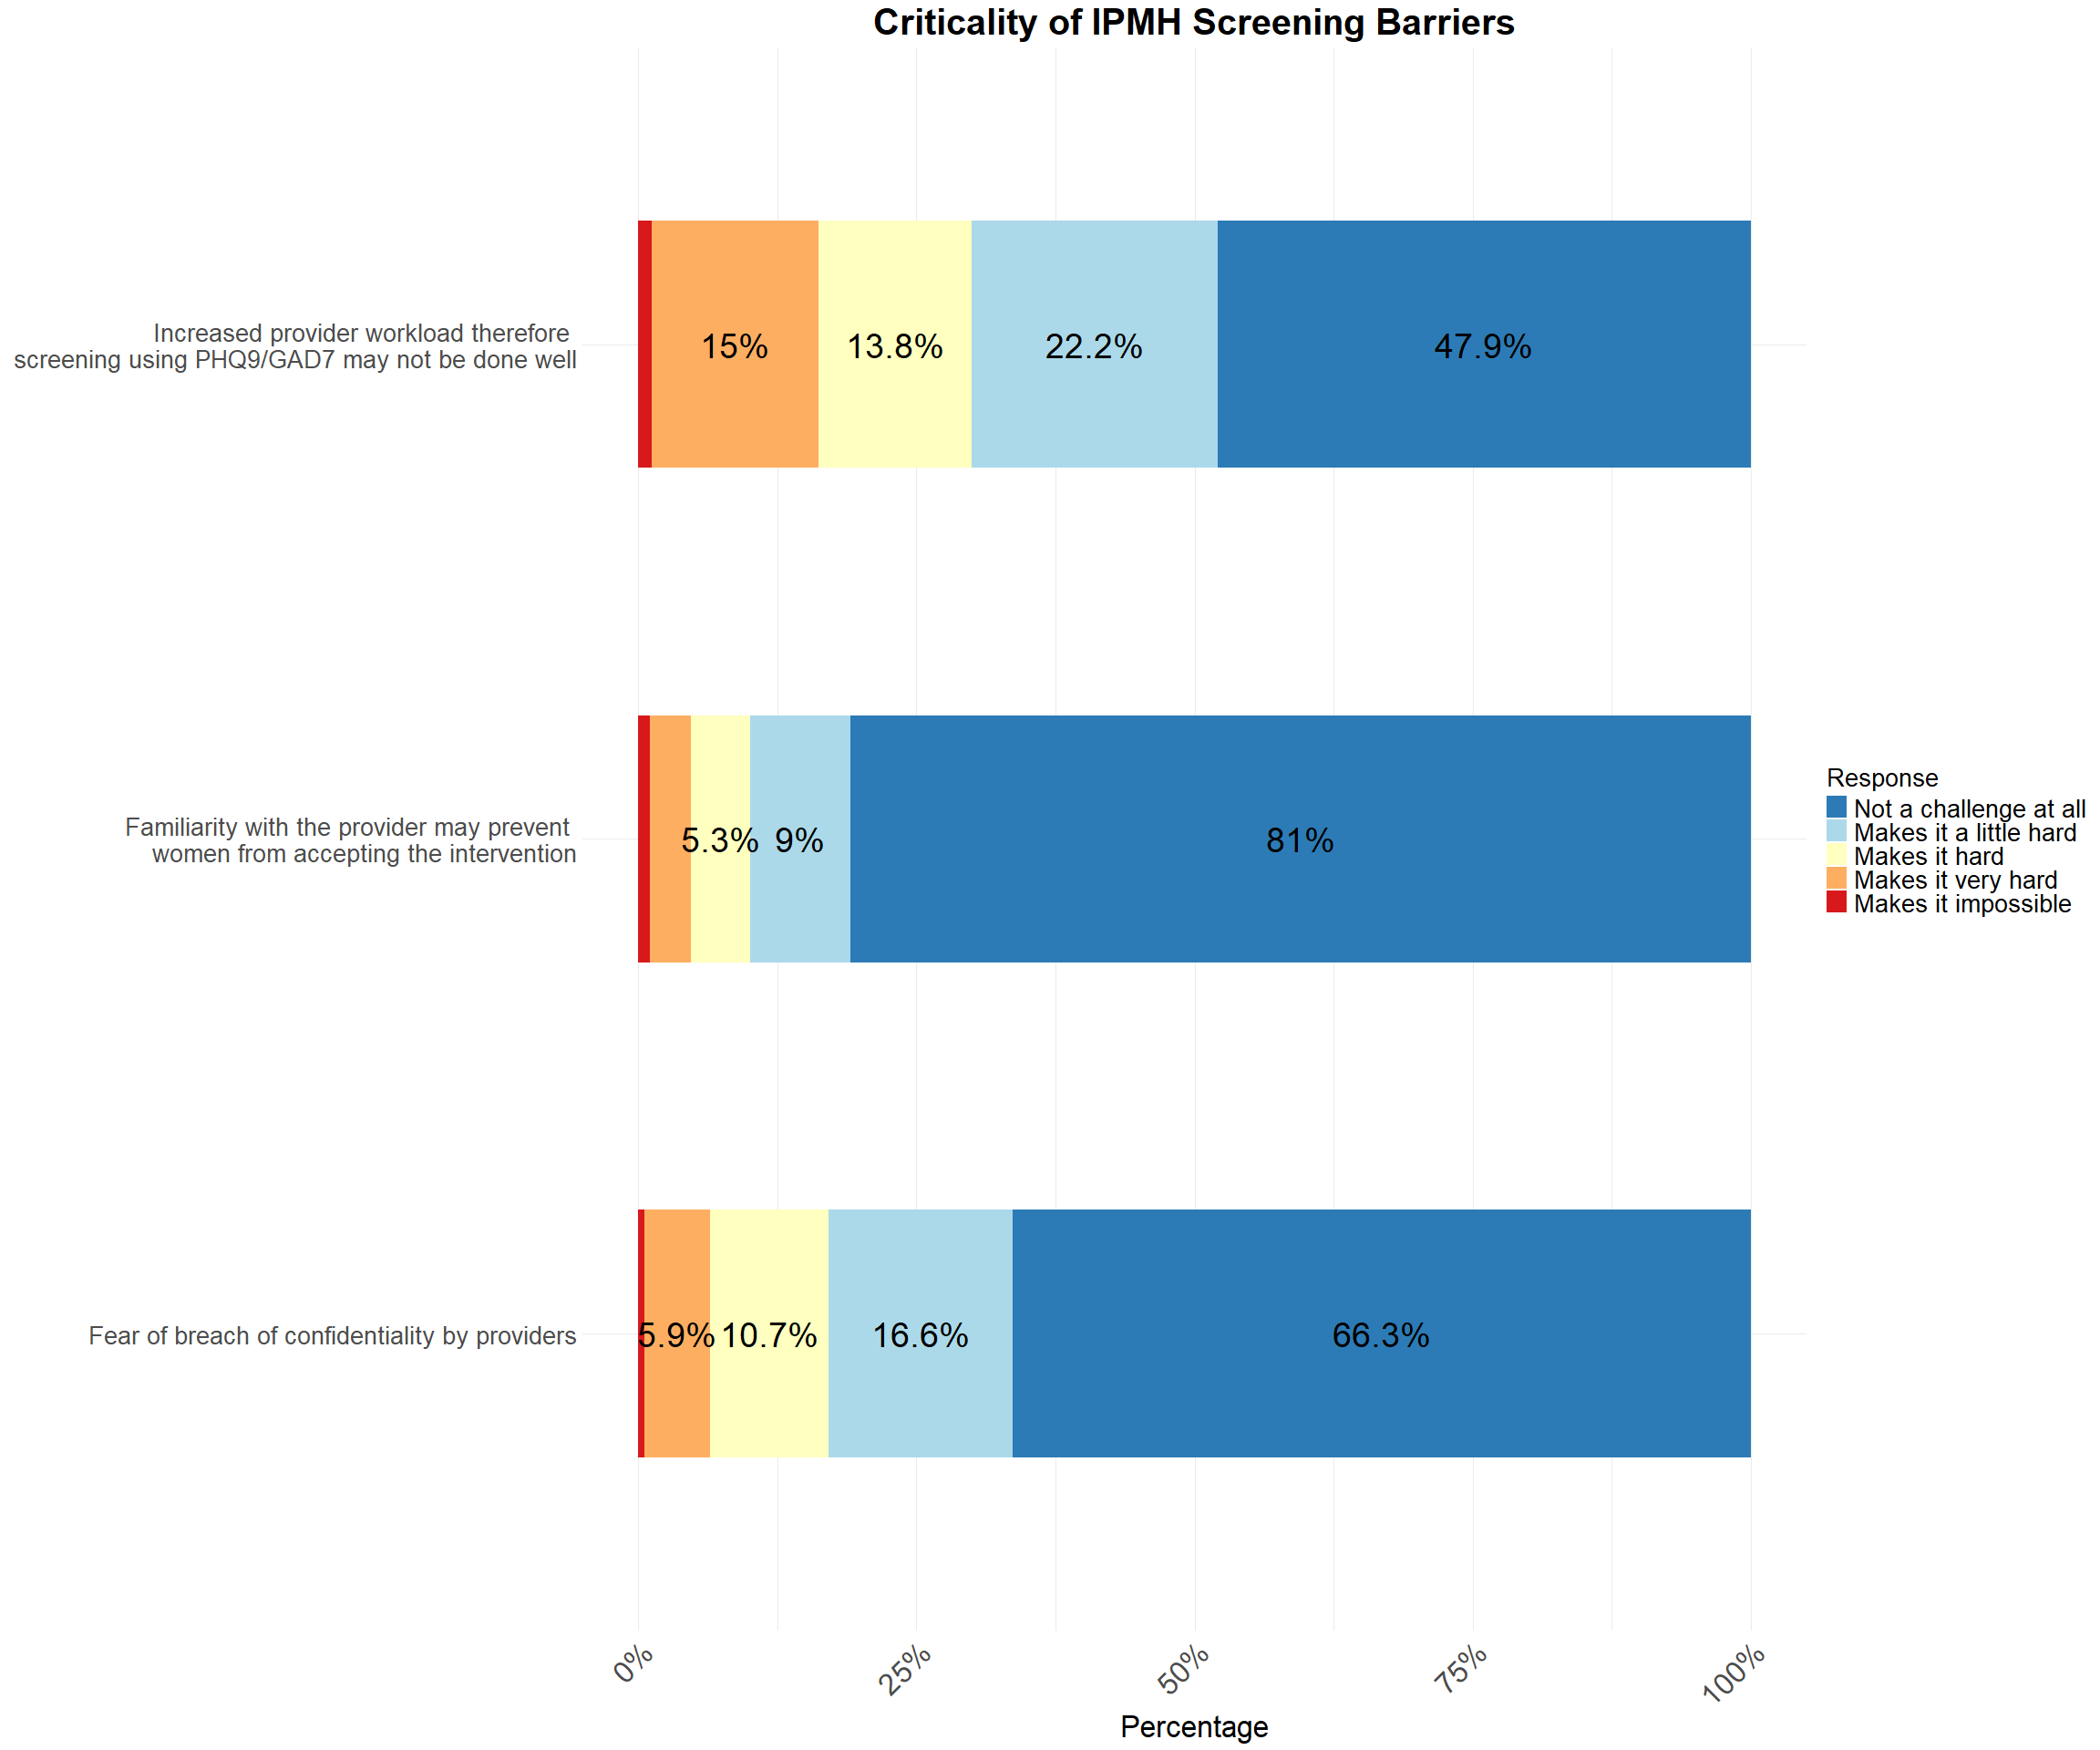 Criticality of IPMH Screening Barriers
Increased provider workload therefore
screening using PHQ9/GAD7 may not be done well
15%
13.8%
22.2%
47.9%
Familiarity with the provider may prevent
women from accepting the intervention
5.3%
9%
81%
Fear of breach of confidentiality by providers
5.9%
10.7%
16.6%
66.3%
Response
Not a challenge at all
Makes it a little hard
Makes it hard
Makes it very hard
Makes it impossible
0%
25%
50%
75%
100%
Percentage